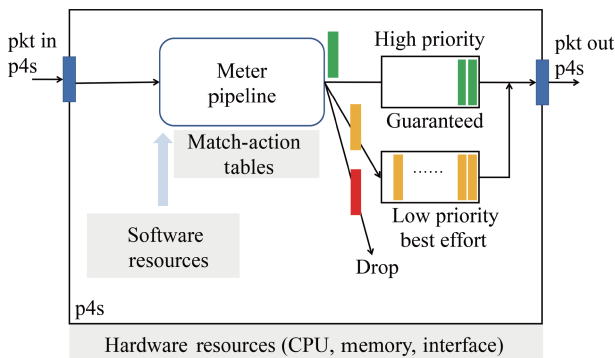 pkt in
p4s
Meter
pipeline
Match-action
tables
Software
resources
High priority
Guaranteed
......
Low priority
best effort
Drop
pkt out
p4s
p4s
Hardware resources (CPU, memory, interface)